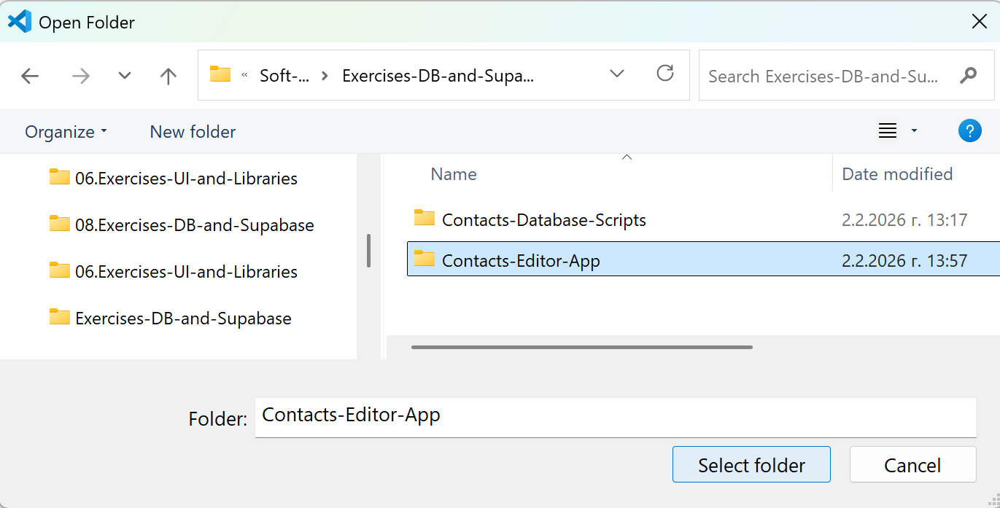 Open Folder
« Soft-... › Exercises-DB-and-Supa...
Search Exercises-DB-and-Su...
Organize
New folder
?
06.Exercises-UI-and-Libraries
08.Exercises-DB-and-Supabase
06.Exercises-UI-and-Libraries
Exercises-DB-and-Supabase
Name Date modified
Contacts-Database-Scripts 2.2.2026 г. 13:17
Contacts-Editor-App 2.2.2026 г. 13:57
Folder: Contacts-Editor-App
Select folder
Cancel